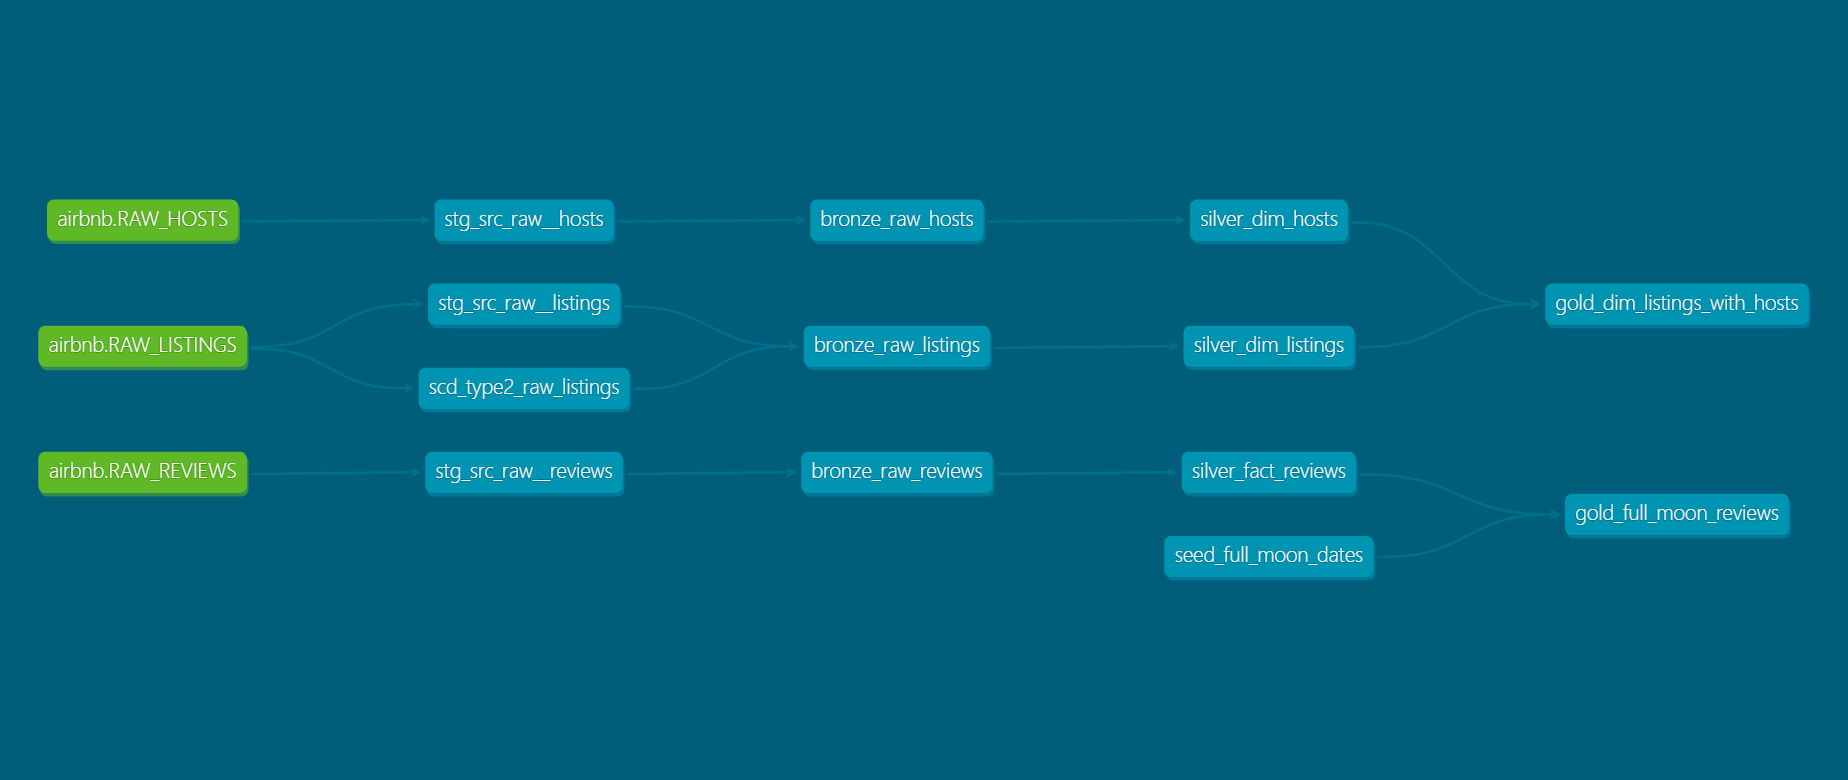 airbnb.RAW_HOSTS
stg_src_raw__hosts
bronze_raw_hosts
silver_dim_hosts
stg_src_raw__listings
gold_dim_listings_with_hosts
airbnb.RAW_LISTINGS
bronze_raw_listings
silver_dim_listings
scd_type2_raw_listings
airbnb.RAW_REVIEWS
stg_src_raw__reviews
bronze_raw_reviews
silver_fact_reviews
gold_full_moon_reviews
seed_full_moon_dates